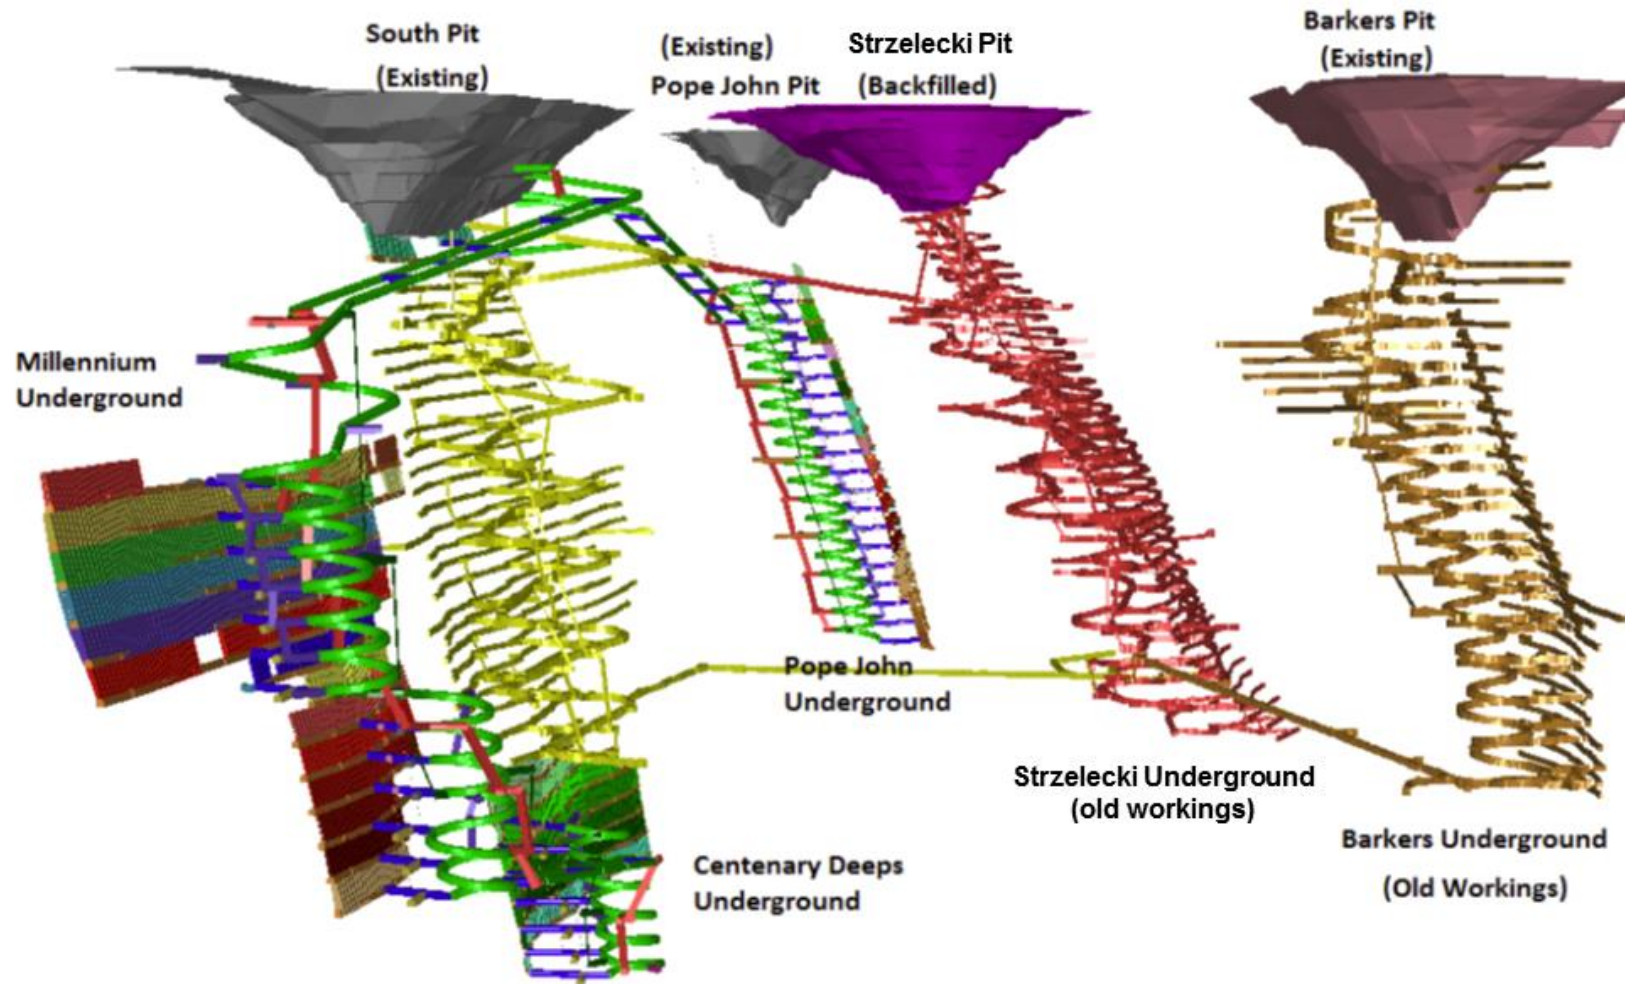 South Pit
(Existing)
(Existing)
Pope John Pit
Strzelecki Pit
(Backfilled)
Barkers Pit
(Existing)
Millennium
Underground
Pope John
Underground
Strzelecki Underground
(old workings)
Centenary Deeps
Underground
Barkers Underground
(Old Workings)